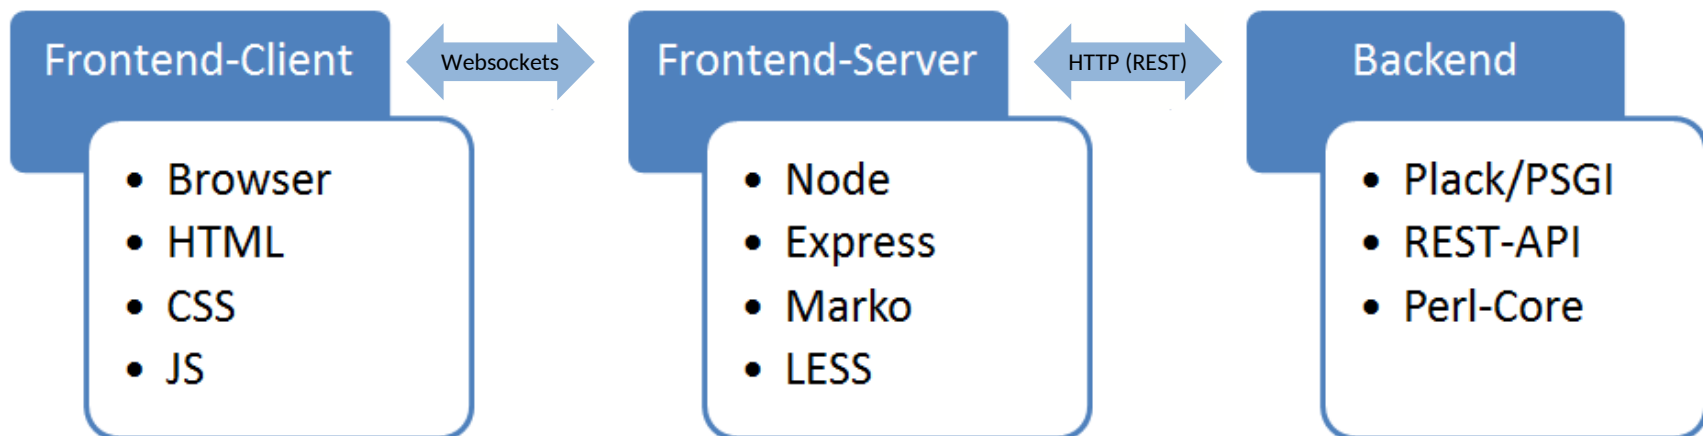 Frontend-Client
Websockets
Frontend-Server
HTTP (REST)
Backend
• Browser
• HTML
• CSS
• JS
• Node
• Express
• Marko
• LESS
• Plack/PSGI
• REST-API
• Perl-Core